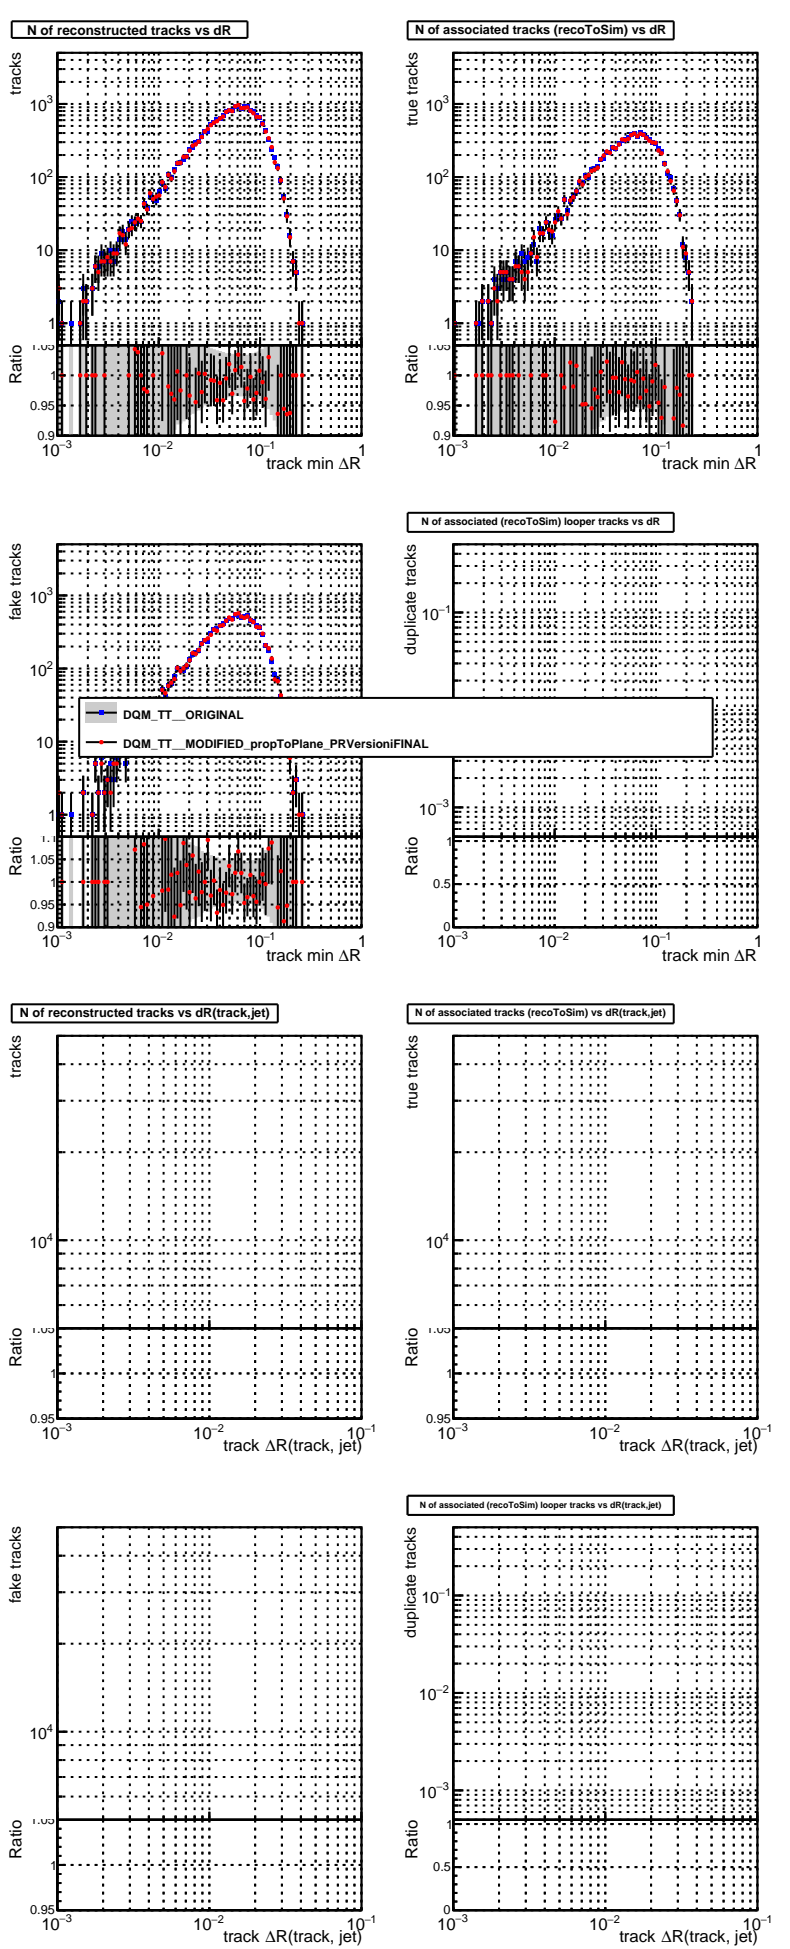 N of reconstructed tracks vs dR
tracks
10³
10²
10
1
Ratio
1.05
1
0.95
0.9
10⁻³ 10⁻² 10⁻¹ 1
track min ΔR
N of associated tracks (recoToSim) vs dR
true tracks
10³
10²
10
1
Ratio
1.05
1
0.95
0.9
10⁻³ 10⁻² 10⁻¹ 1
track min ΔR
fake tracks
10³
10²
10
1
Ratio
1.1
1.05
1
0.95
0.9
10⁻³ 10⁻² 10⁻¹ 1
track min ΔR
N of associated (recoToSim) looper tracks vs dR
duplicate tracks
10⁻¹
10⁻³
Ratio
1
0.5
0
10⁻³ 10⁻² 10⁻¹ 1
track min ΔR
DQM_TT__ORIGINAL
DQM_TT__MODIFIED_propToPlane_PRVersioniFINAL
N of reconstructed tracks vs dR(track,jet)
tracks
10⁴
Ratio
1.05
1
0.95
10⁻³ 10⁻² 10⁻¹
track ΔR(track, jet)
N of associated tracks (recoToSim) vs dR(track,jet)
true tracks
10⁴
Ratio
1.05
1
0.95
10⁻³ 10⁻² 10⁻¹
track ΔR(track, jet)
fake tracks
10⁴
Ratio
1.05
1
0.95
10⁻³ 10⁻² 10⁻¹
track ΔR(track, jet)
N of associated (recoToSim) looper tracks vs dR(track,jet)
duplicate tracks
10⁻¹
10⁻²
10⁻³
Ratio
1
0.5
0
10⁻³ 10⁻² 10⁻¹
track ΔR(track, jet)